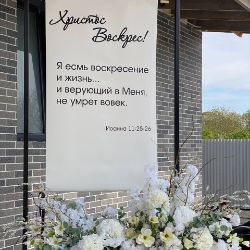 Христос
Воскрес!
Я есмь воскресение
и жизнь...
и верующий в Меня,
не умрет вовек.
Иоанна 11-25-26